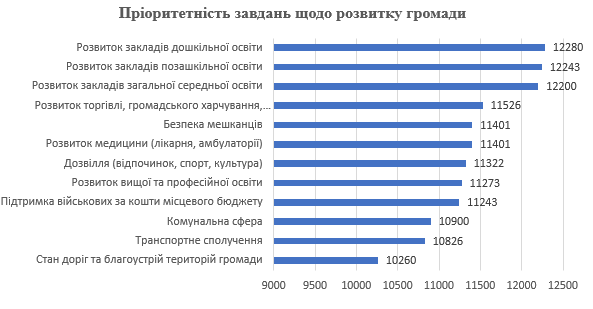 Пріоритетність завдань щодо розвитку громади
Розвиток закладів дошкільної освіти 12280
Розвиток закладів позашкільної освіти 12243
Розвиток закладів загальної середньої освіти 12200
Розвиток торгівлі, громадського харчування,... 11526
Безпека мешканців 11401
Розвиток медицини (лікарня, амбулаторії) 11401
Дозвілля (відпочинок, спорт, культура) 11322
Розвиток вищої та професійної освіти 11273
Підтримка військових за кошти місцевого бюджету 11243
Комунальна сфера 10900
Транспортне сполучення 10826
Стан доріг та благоустрій територій громади 10260
9000 9500 10000 10500 11000 11500 12000 12500